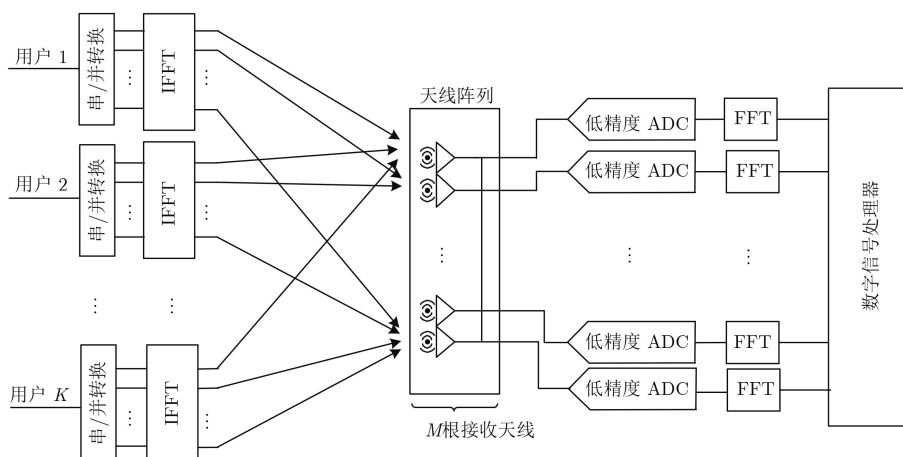 用户 1
串/并转换
⋮
IFFT
⋮
用户 2
串/并转换
⋮
IFFT
⋮
⋮
⋮
用户 K
串/并转换
⋮
IFFT
⋮
天线阵列
⋮
M根接收天线
低精度 ADC
FFT
低精度 ADC
FFT
⋮
⋮
低精度 ADC
FFT
低精度 ADC
FFT
数字信号处理器